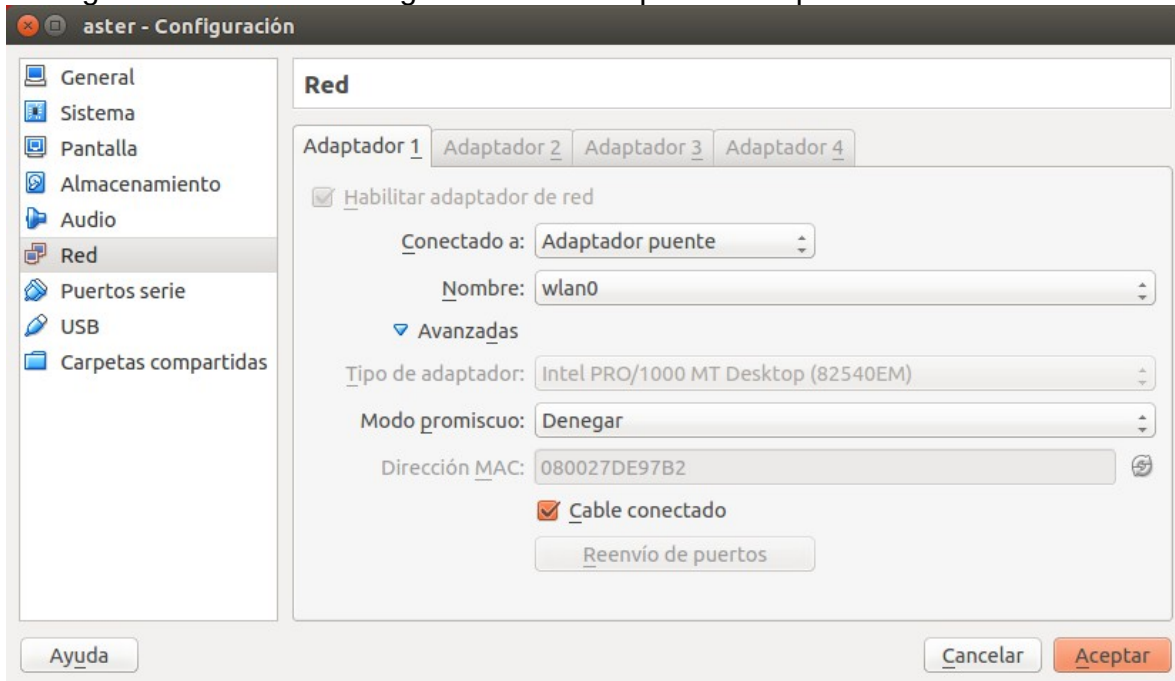 aster - Configuración
General
Sistema
Pantalla
Almacenamiento
Audio
Red
Puertos serie
USB
Carpetas compartidas
Red
Adaptador 1 Adaptador 2 Adaptador 3 Adaptador 4
Habilitar adaptador de red
Conectado a: Adaptador puente
Nombre: wlan0
Avanzadas
Tipo de adaptador: Intel PRO/1000 MT Desktop (82540EM)
Modo promiscuo: Denegar
Dirección MAC: 080027DE97B2
Cable conectado
Reenvío de puertos
Ayuda Cancelar Aceptar